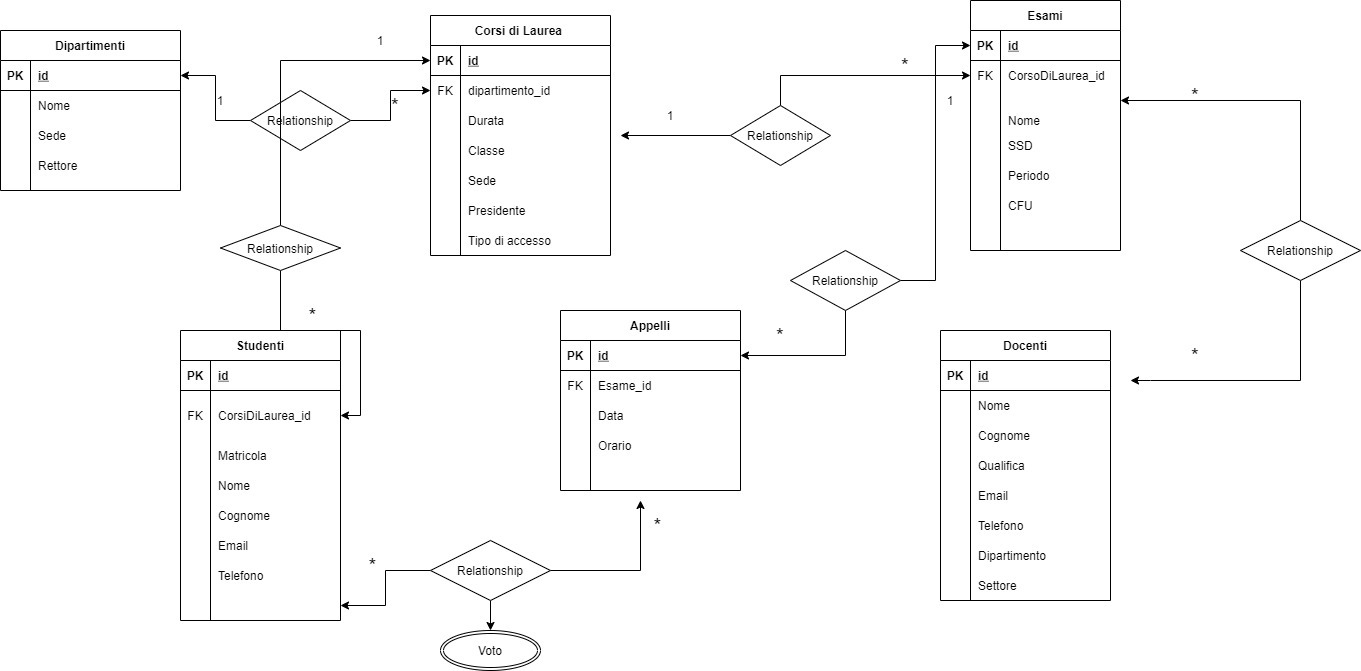 Dipartimenti
PK id
Nome
Sede
Rettore
1
Relationship
*
1
Corsi di Laurea
PK id
FK dipartimento_id
Durata
Classe
Sede
Presidente
Tipo di accesso
1
Relationship
*
Esami
PK id
FK CorsoDiLaurea_id
Nome
SSD
Periodo
CFU
1
*
Relationship
*
Relationship
*
Studenti
PK id
FK CorsiDiLaurea_id
Matricola
Nome
Cognome
Email
Telefono
Relationship
*
Appelli
PK id
FK Esame_id
Data
Orario
Docenti
PK id
Nome
Cognome
Qualifica
Email
Telefono
Dipartimento
Settore
*
Relationship
*
Voto